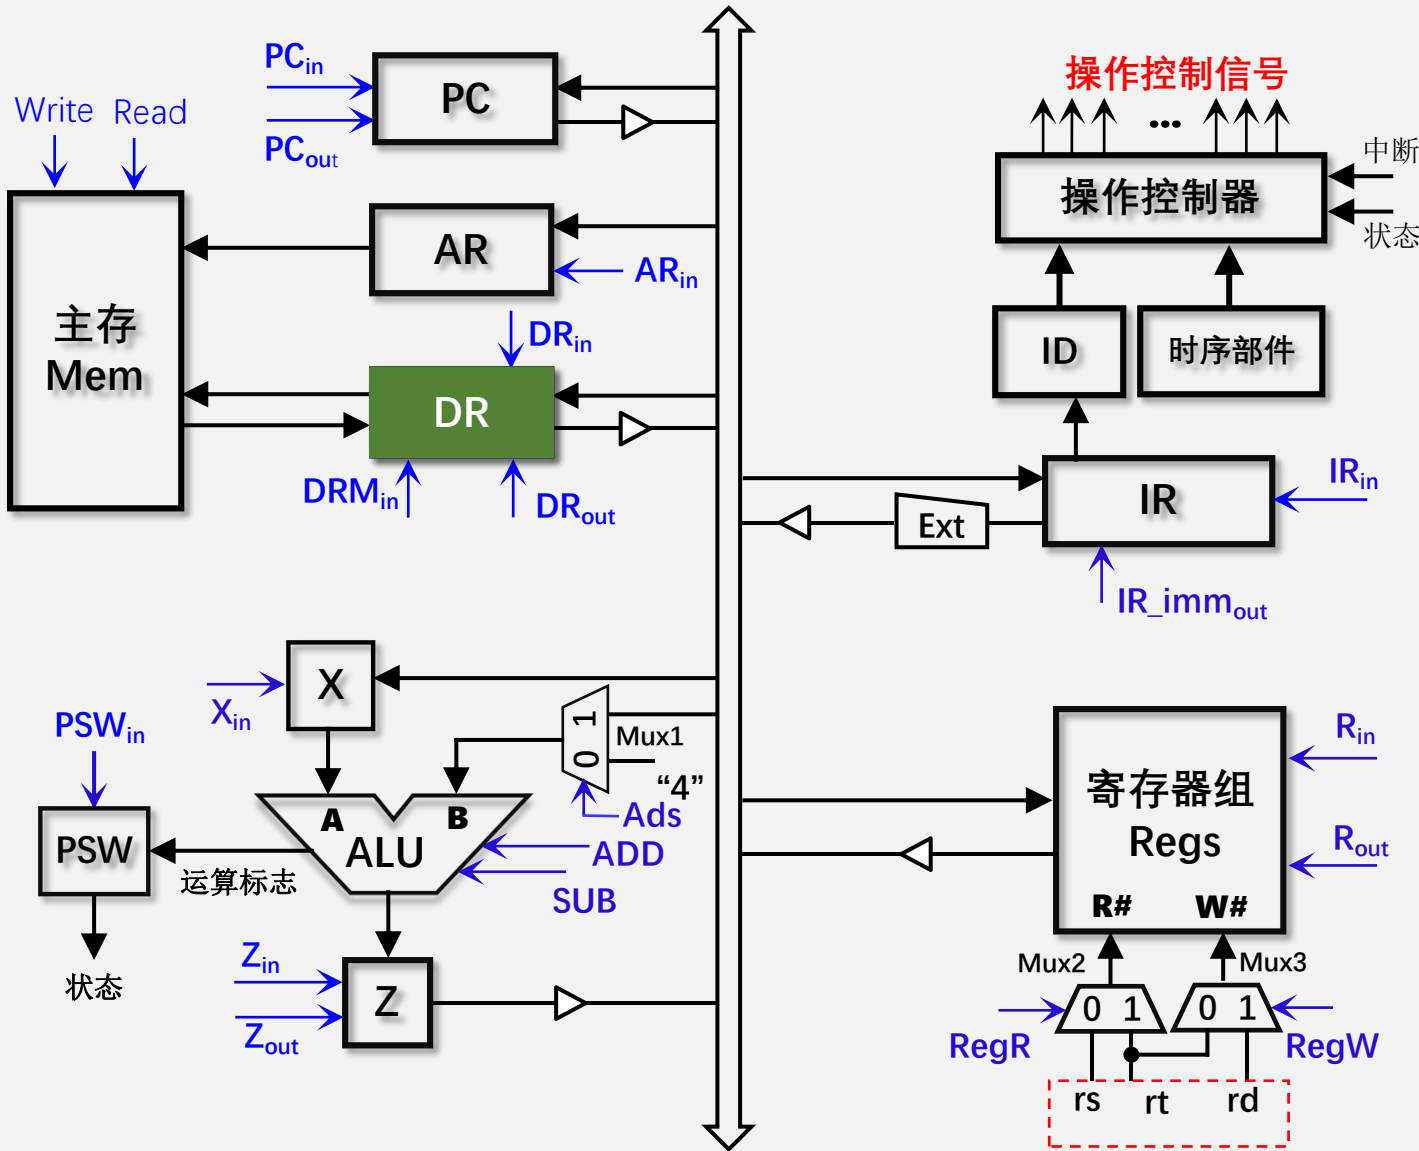 PCin
PC
PCout
Write
Read
AR
ARin
主存
Mem
DRin
DR
DRMin
DRout
操作控制信号
...
中断
操作控制器
状态
ID
时序部件
IR
IRin
Ext
IR_immout
X
Xin
PSWin
1
Mux1
0
“4”
Ads
A
B
ALU
ADD
SUB
PSW
运算标志
状态
Zin
Z
Zout
Rin
寄存器组
Regs
Rout
R#
W#
Mux2
Mux3
0 1
0 1
RegR
RegW
rs
rt
rd